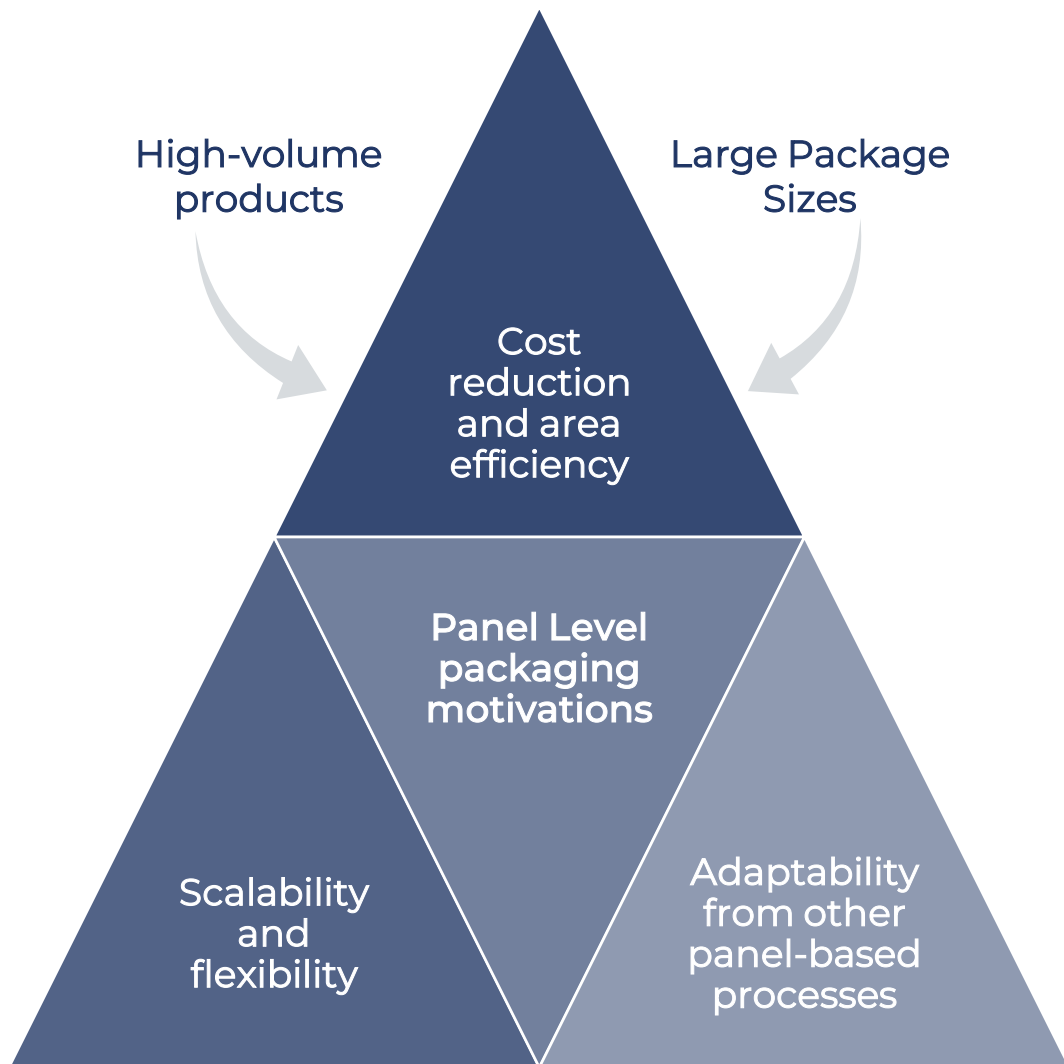 High-volume
products
Large Package
Sizes
Cost
reduction
and area
efficiency
Panel Level
packaging
motivations
Scalability
and
flexibility
Adaptability
from other
panel-based
processes